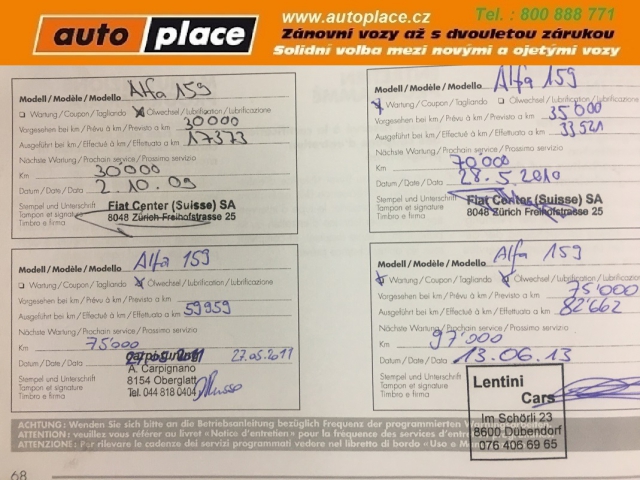 auto place
www.autoplace.cz
Tel. : 800 888 771
Zánovní vozy až s dvouletou zárukou
Solidní volba mezi novými a ojetými vozy
Modell / Modèle / Modello Alfa 159
Wartung / Coupon / Tagliando Ölwechsel / Lubrification / Lubrificazione
Vorgesehen bei km / Prévu à km / Previsto a km 30000
Ausgeführt bei km / Effectué à km / Effettuato a km 17373
Nächste Wartung / Prochain service / Prossimo servizio
Km 30000
Datum / Date / Data 2.10.09
Stempel und Unterschrift
Tampon et signature
Timbro e firma
Fiat Center (Suisse) SA
8048 Zürich Freihofstrasse 25
Modell / Modèle / Modello Alfa 159
Wartung / Coupon / Tagliando Ölwechsel / Lubrification / Lubrificazione
Vorgesehen bei km / Prévu à km / Previsto a km 35000
Ausgeführt bei km / Effectué à km / Effettuato a km 33521
Nächste Wartung / Prochain service / Prossimo servizio
Km 70000
Datum / Date / Data 28.5.2010
Stempel und Unterschrift
Tampon et signature
Timbro e firma
Fiat Center (Suisse) SA
8048 Zürich Freihofstrasse 25
Modell / Modèle / Modello Alfa 159
Wartung / Coupon / Tagliando Ölwechsel / Lubrification / Lubrificazione
Vorgesehen bei km / Prévu à km / Previsto a km
Ausgeführt bei km / Effectué à km / Effettuato a km 59959
Nächste Wartung / Prochain service / Prossimo servizio
Km 75'000
Datum / Date / Data 27.05.2011
Stempel und Unterschrift
Tampon et signature
Timbro e firma
A. Carpignano
8154 Oberglatt
Tel. 044 818 0404
Modell / Modèle / Modello Alfa 159
Wartung / Coupon / Tagliando Ölwechsel / Lubrification / Lubrificazione
Vorgesehen bei km / Prévu à km / Previsto a km 75'000
Ausgeführt bei km / Effectué à km / Effettuato a km 82'662
Nächste Wartung / Prochain service / Prossimo servizio
Km 97'000
Datum / Date / Data 13.06.13
Stempel und Unterschrift
Tampon et signature
Timbro e firma
Lentini
Cars
Im Schörli 23
8600 Dübendorf
076 406 69 65
ACHTUNG: Wenden Sie sich bitte an die Betriebsanleitung bezüglich Frequenz der programmierten
ATTENTION: veuillez vous référer au livret «Notice d'entretien» pour la fréquence des services d'
ATTENZIONE: Per rilevare le cadenze dei servizi programmati vedere nel libretto di bordo «Uso e
68